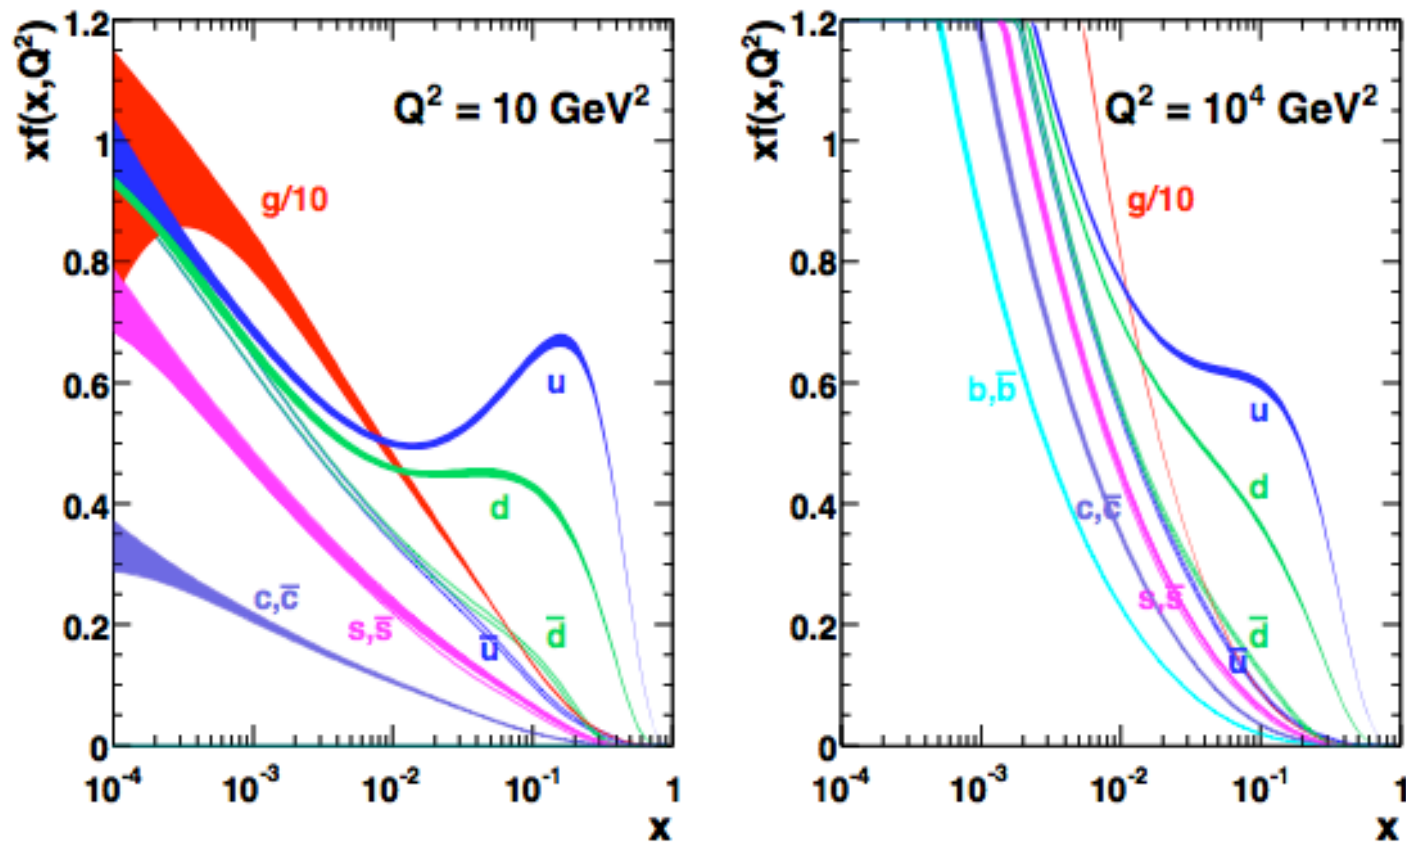 xf(x,Q²)
1.2
1
0.8
0.6
0.4
0.2
0
Q² = 10 GeV²
g/10
u
d
c,c̅
s,s̅
u̅
d̅
10⁻⁴ 10⁻³ 10⁻² 10⁻¹ 1
x
xf(x,Q²)
1.2
1
0.8
0.6
0.4
0.2
0
Q² = 10⁴ GeV²
g/10
b,b̅
u
d
c,c̅
s,s̅
d̅
u̅
10⁻⁴ 10⁻³ 10⁻² 10⁻¹ 1
x